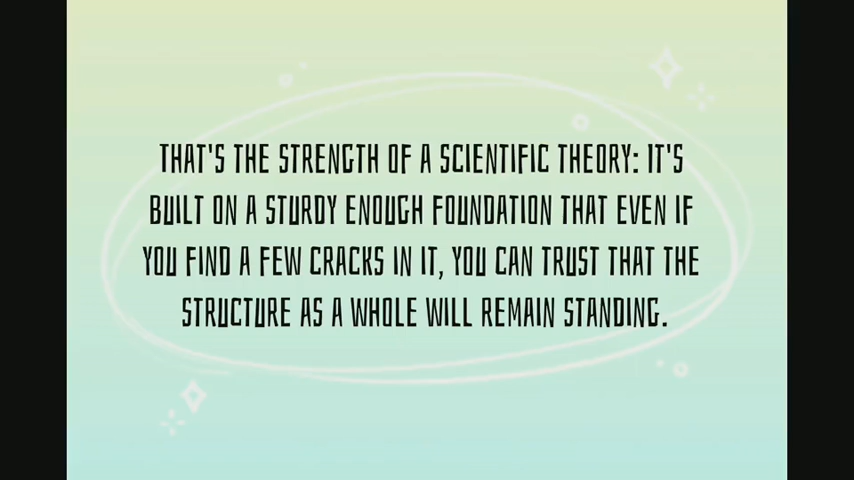 THAT'S THE STRENGTH OF A SCIENTIFIC THEORY: IT'S
BUILT ON A STURDY ENOUGH FOUNDATION THAT EVEN IF
YOU FIND A FEW CRACKS IN IT, YOU CAN TRUST THAT THE
STRUCTURE AS A WHOLE WILL REMAIN STANDING.